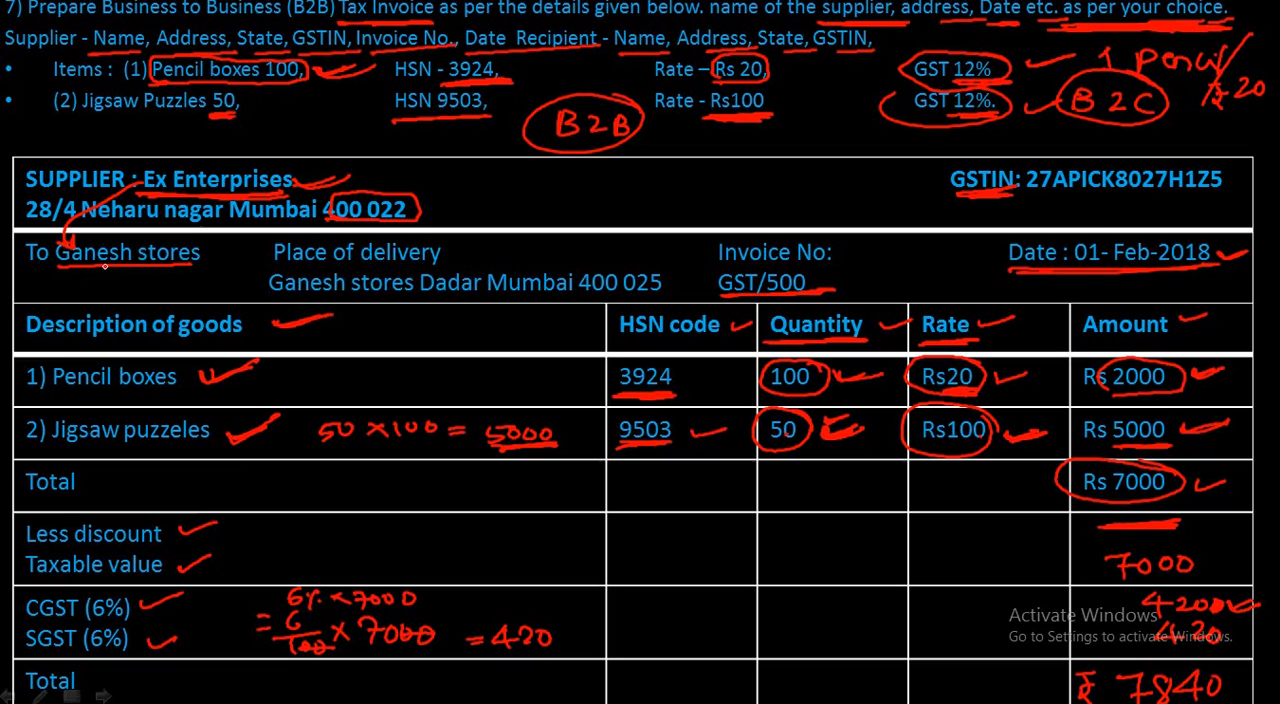 7) Prepare Business to Business (B2B) Tax Invoice as per the details given below. name of the supplier, address, Date etc. as per your choice.
Supplier - Name, Address, State, GSTIN, Invoice No., Date Recipient - Name, Address, State, GSTIN,
• Items : (1) Pencil boxes 100, HSN - 3924, Rate – Rs 20, GST 12% 1 Pencil/
• (2) Jigsaw Puzzles 50, HSN 9503, Rate - Rs100 GST 12%. B2C ₹20
B2B
SUPPLIER : Ex Enterprises GSTIN: 27APICK8027H1Z5
28/4 Neharu nagar Mumbai 400 022
To Ganesh stores Place of delivery Invoice No: Date : 01- Feb-2018
Ganesh stores Dadar Mumbai 400 025 GST/500
Description of goods HSN code Quantity Rate Amount
1) Pencil boxes 3924 100 Rs20 Rs 2000
2) Jigsaw puzzeles 50 × 100 = 5000 9503 50 Rs100 Rs 5000
Total Rs 7000
Less discount
Taxable value 7000
CGST (6%) 6% × 7000 420
SGST (6%) = 6/100 × 7000 = 420 420
Activate Windows
Go to Settings to activate Windows.
Total ₹ 7840